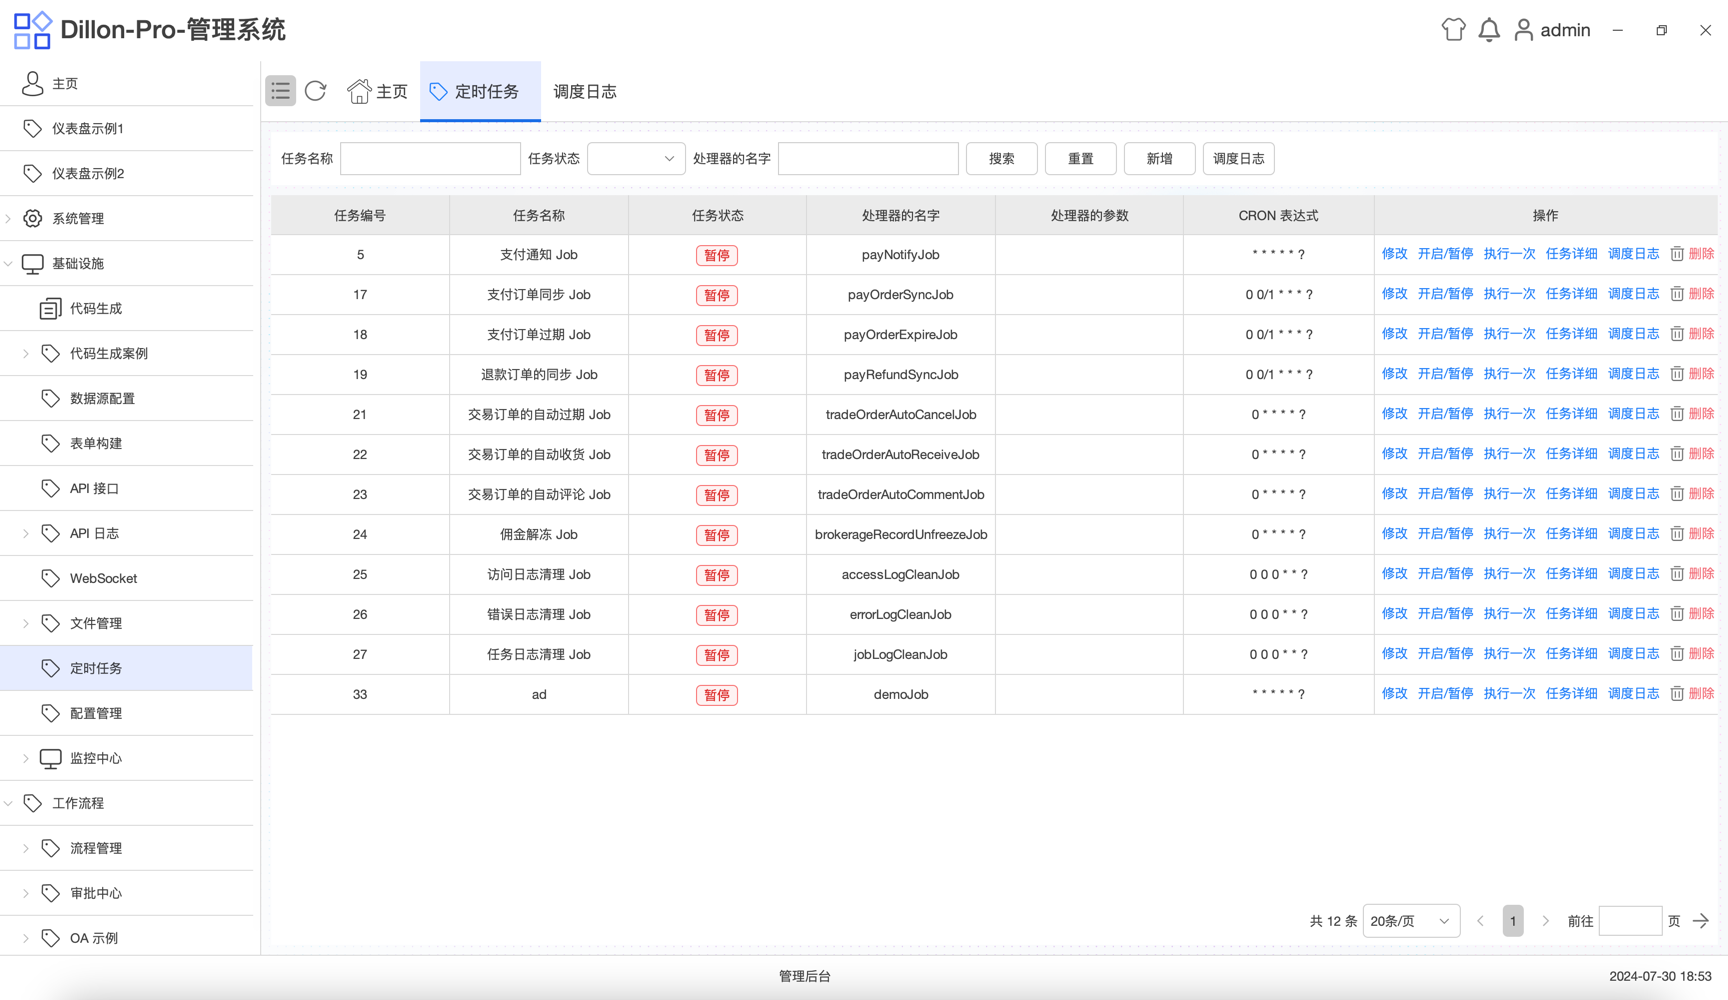 Dillon-Pro-管理系统
admin
主页
仪表盘示例1
仪表盘示例2
系统管理
基础设施
代码生成
代码生成案例
数据源配置
表单构建
API 接口
API 日志
WebSocket
文件管理
定时任务
配置管理
监控中心
工作流程
流程管理
审批中心
OA 示例
主页 定时任务 调度日志
任务名称 任务状态 处理器的名字 搜索 重置 新增 调度日志
任务编号 任务名称 任务状态 处理器的名字 处理器的参数 CRON 表达式 操作
5 支付通知 Job 暂停 payNotifyJob * * * * * ? 修改 开启/暂停 执行一次 任务详细 调度日志 删除
17 支付订单同步 Job 暂停 payOrderSyncJob 0 0/1 * * * ? 修改 开启/暂停 执行一次 任务详细 调度日志 删除
18 支付订单过期 Job 暂停 payOrderExpireJob 0 0/1 * * * ? 修改 开启/暂停 执行一次 任务详细 调度日志 删除
19 退款订单的同步 Job 暂停 payRefundSyncJob 0 0/1 * * * ? 修改 开启/暂停 执行一次 任务详细 调度日志 删除
21 交易订单的自动过期 Job 暂停 tradeOrderAutoCancelJob 0 * * * * ? 修改 开启/暂停 执行一次 任务详细 调度日志 删除
22 交易订单的自动收货 Job 暂停 tradeOrderAutoReceiveJob 0 * * * * ? 修改 开启/暂停 执行一次 任务详细 调度日志 删除
23 交易订单的自动评论 Job 暂停 tradeOrderAutoCommentJob 0 * * * * ? 修改 开启/暂停 执行一次 任务详细 调度日志 删除
24 佣金解冻 Job 暂停 brokerageRecordUnfreezeJob 0 * * * * ? 修改 开启/暂停 执行一次 任务详细 调度日志 删除
25 访问日志清理 Job 暂停 accessLogCleanJob 0 0 0 * * ? 修改 开启/暂停 执行一次 任务详细 调度日志 删除
26 错误日志清理 Job 暂停 errorLogCleanJob 0 0 0 * * ? 修改 开启/暂停 执行一次 任务详细 调度日志 删除
27 任务日志清理 Job 暂停 jobLogCleanJob 0 0 0 * * ? 修改 开启/暂停 执行一次 任务详细 调度日志 删除
33 ad 暂停 demoJob * * * * * ? 修改 开启/暂停 执行一次 任务详细 调度日志 删除
共 12 条 20条/页 1 前往 页
管理后台
2024-07-30 18:53